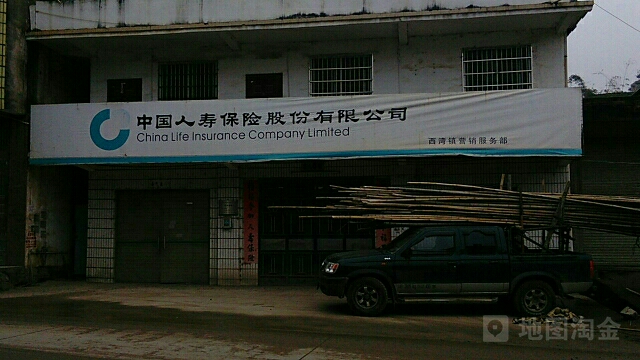 中国人寿保险股份有限公司
China Life Insurance Company Limited
西湾镇营销服务部
地图淘金